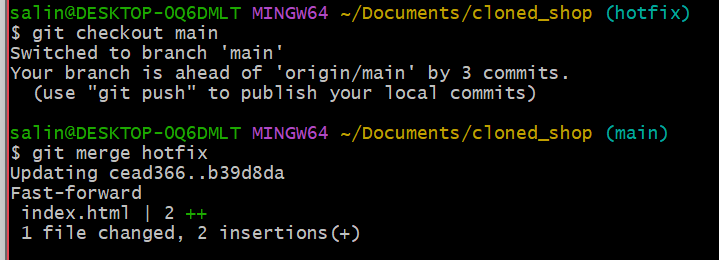 salin@DESKTOP-OQ6DMLT MINGW64 ~/Documents/cloned_shop (hotfix)
$ git checkout main
Switched to branch 'main'
Your branch is ahead of 'origin/main' by 3 commits.
  (use "git push" to publish your local commits)

salin@DESKTOP-OQ6DMLT MINGW64 ~/Documents/cloned_shop (main)
$ git merge hotfix
Updating cead366..b39d8da
Fast-forward
 index.html | 2 ++
 1 file changed, 2 insertions(+)